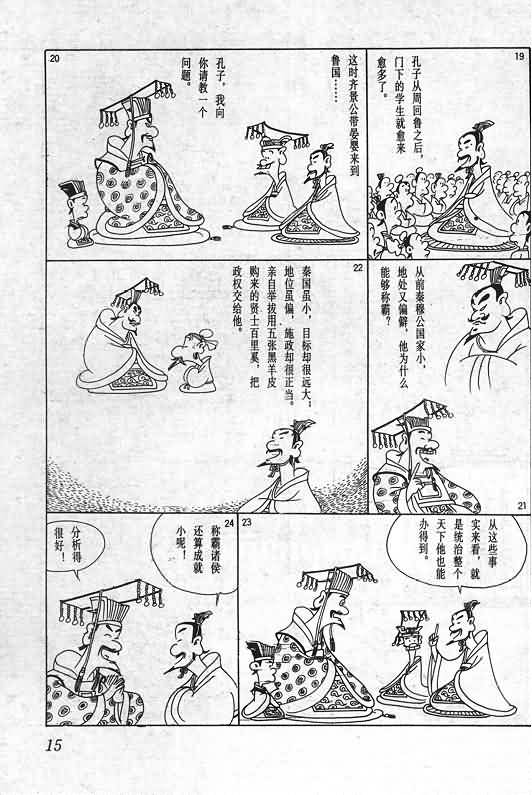 19
孔子从周回鲁之后，
门下的学生就愈来
愈多了。
20
这时齐景公带晏婴来到
鲁国……
孔子，我向
你请教一个
问题。
21
从前秦穆公国家小，
地处又偏僻，他为什么
能够称霸？
22
秦国虽小，目标却很远大；
地位虽偏，施政却很正当。
亲自举拔用五张黑羊皮
购来的贤士百里奚，把
政权交给他。
23
从这些事
实来看，就
是统治整个
天下他也能
办得到。
24
称霸诸侯
还算成就
小呢！
分析得
很好！
15